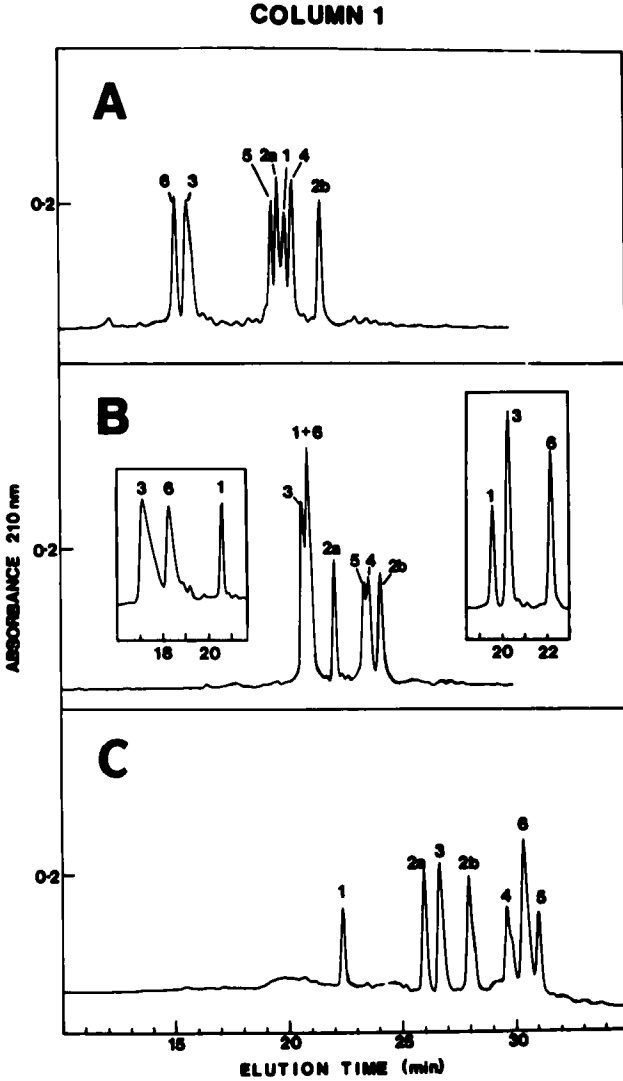 COLUMN 1
A
5 2a 1 4
6 3 2b
0·2
B
1+6
3
2a
5 4 2b
0·2
3 6 1
18 20
3
1 6
20 22
ABSORBANCE 210nm
C
6
2a 3 2b
1 4 5
0·2
15 20 25 30
ELUTION TIME (min)